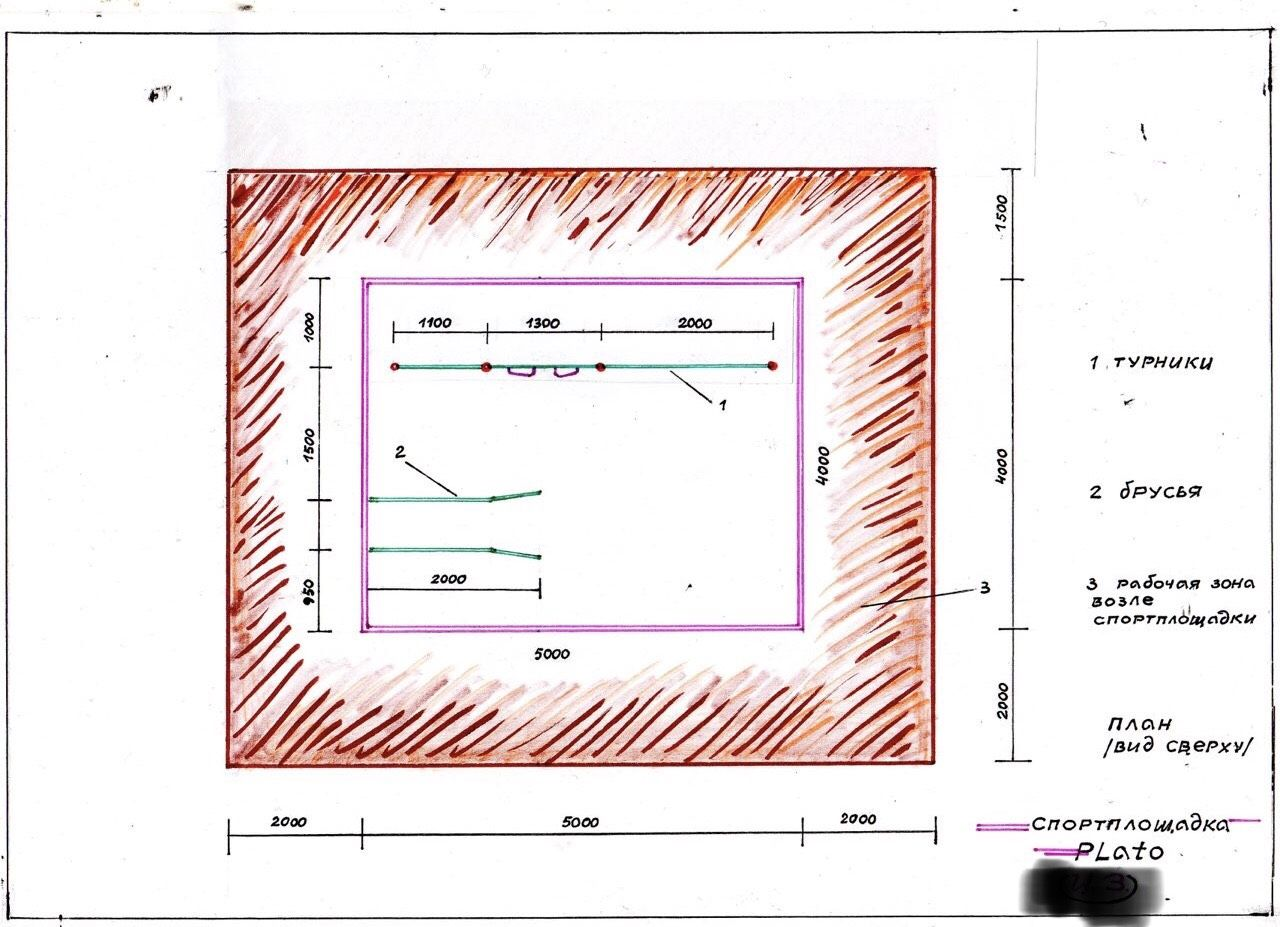 1500
1000
1100
1300
2000
1
1 ТУРНИКИ
1500
2
4000
4000
2 брусья
2000
950
3
3 рабочая зона
возле
спортплощадки
5000
2000
план
/вид сверху/
2000
5000
2000
спортплощадка
PLato